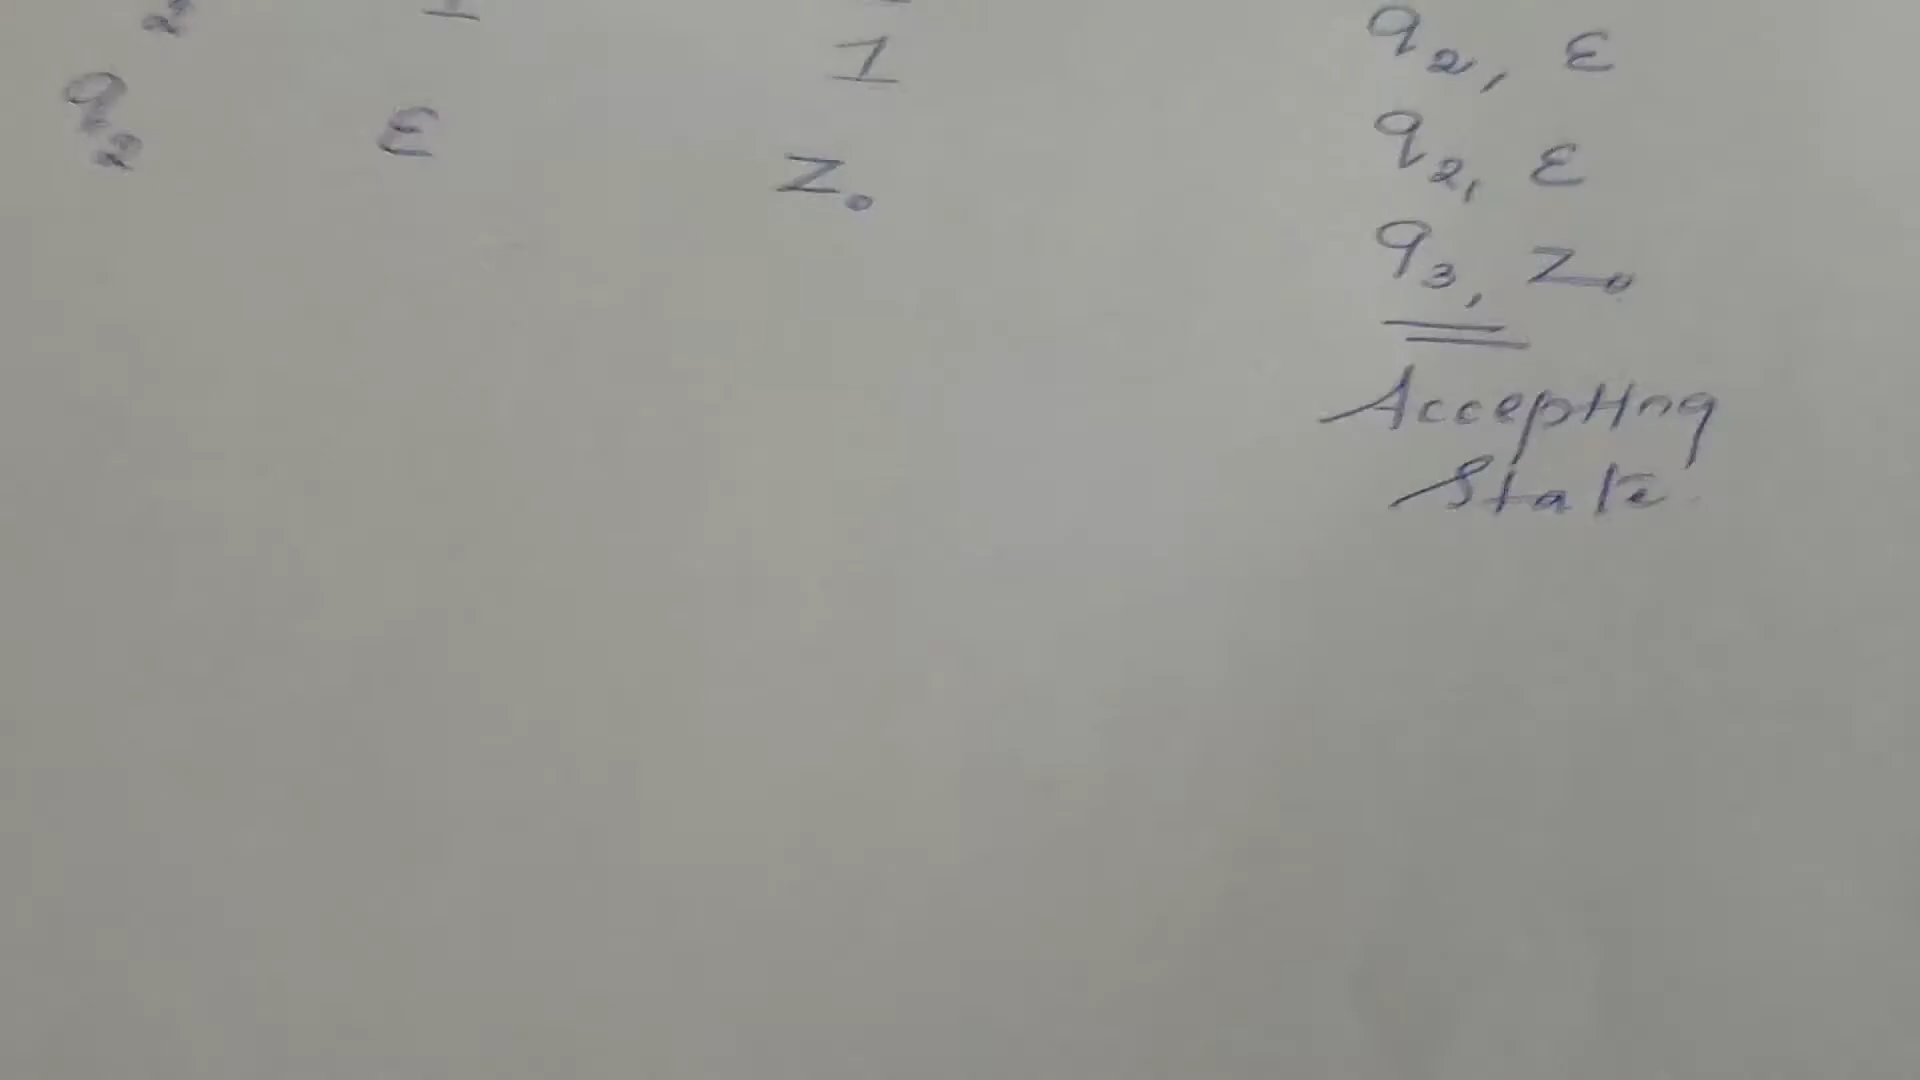 1 q₂, ε
q₂ ε Z₀ q₂, ε
q₃, Z₀
Accepting
State